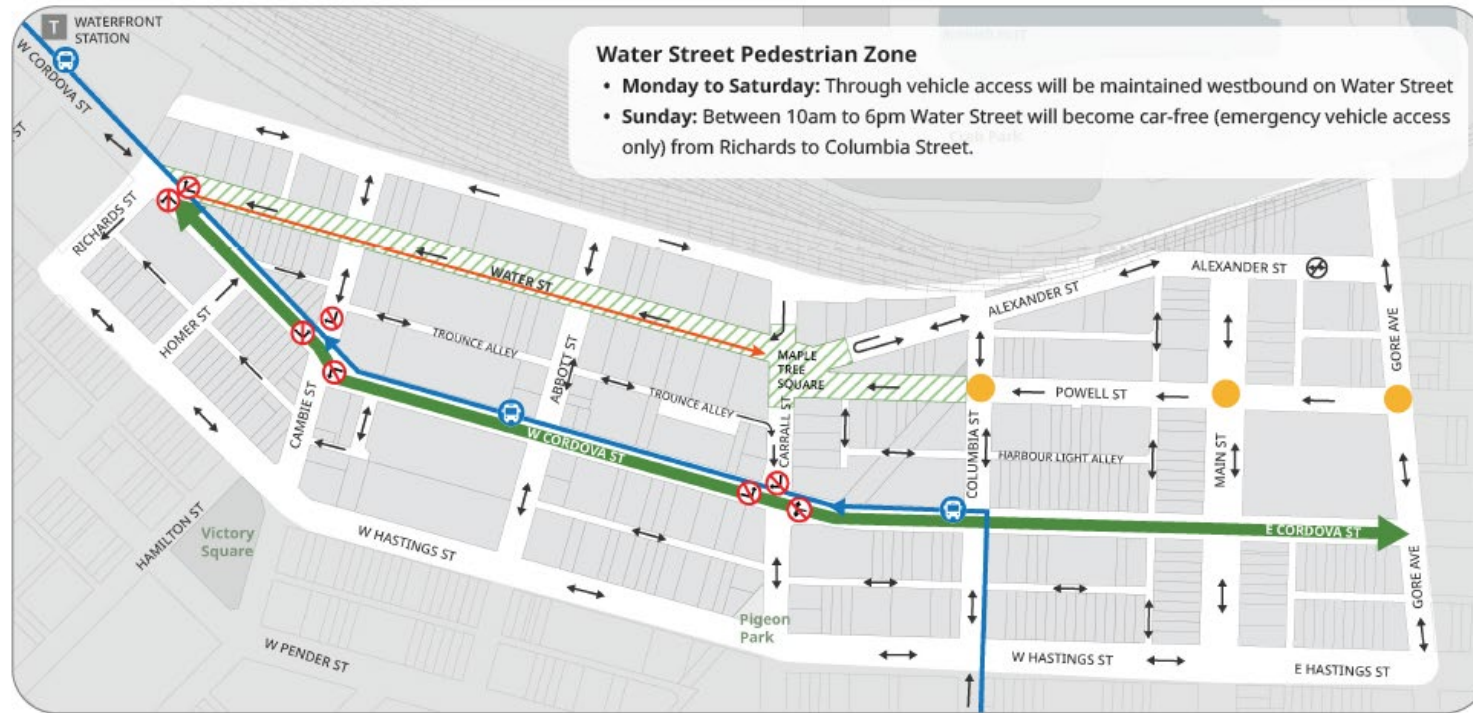 T
WATERFRONT
STATION
W CORDOVA ST
ST
Water Street Pedestrian Zone
• Monday to Saturday: Through vehicle access will be maintained westbound on Water Street
• Sunday: Between 10am to 6pm Water Street will become car-free (emergency vehicle access
only) from Richards to Columbia Street.
RICHARDS ST
HOMER ST
WATER ST
ALEXANDER ST
ALEXANDER ST
GORE AVE
TROUNCE ALLEY
ABBOTT ST
TROUNCE ALLEY
MAPLE
TREE
SQUARE
POWELL ST
CAMBIE ST
W CORDOVA ST
CARRALL ST
COLUMBIA ST
HARBOUR LIGHT ALLEY
MAIN ST
E CORDOVA ST
HAMILTON ST
Victory
Square
W HASTINGS ST
GORE AVE
Pigeon
Park
W PENDER ST
W HASTINGS ST
E HASTINGS ST